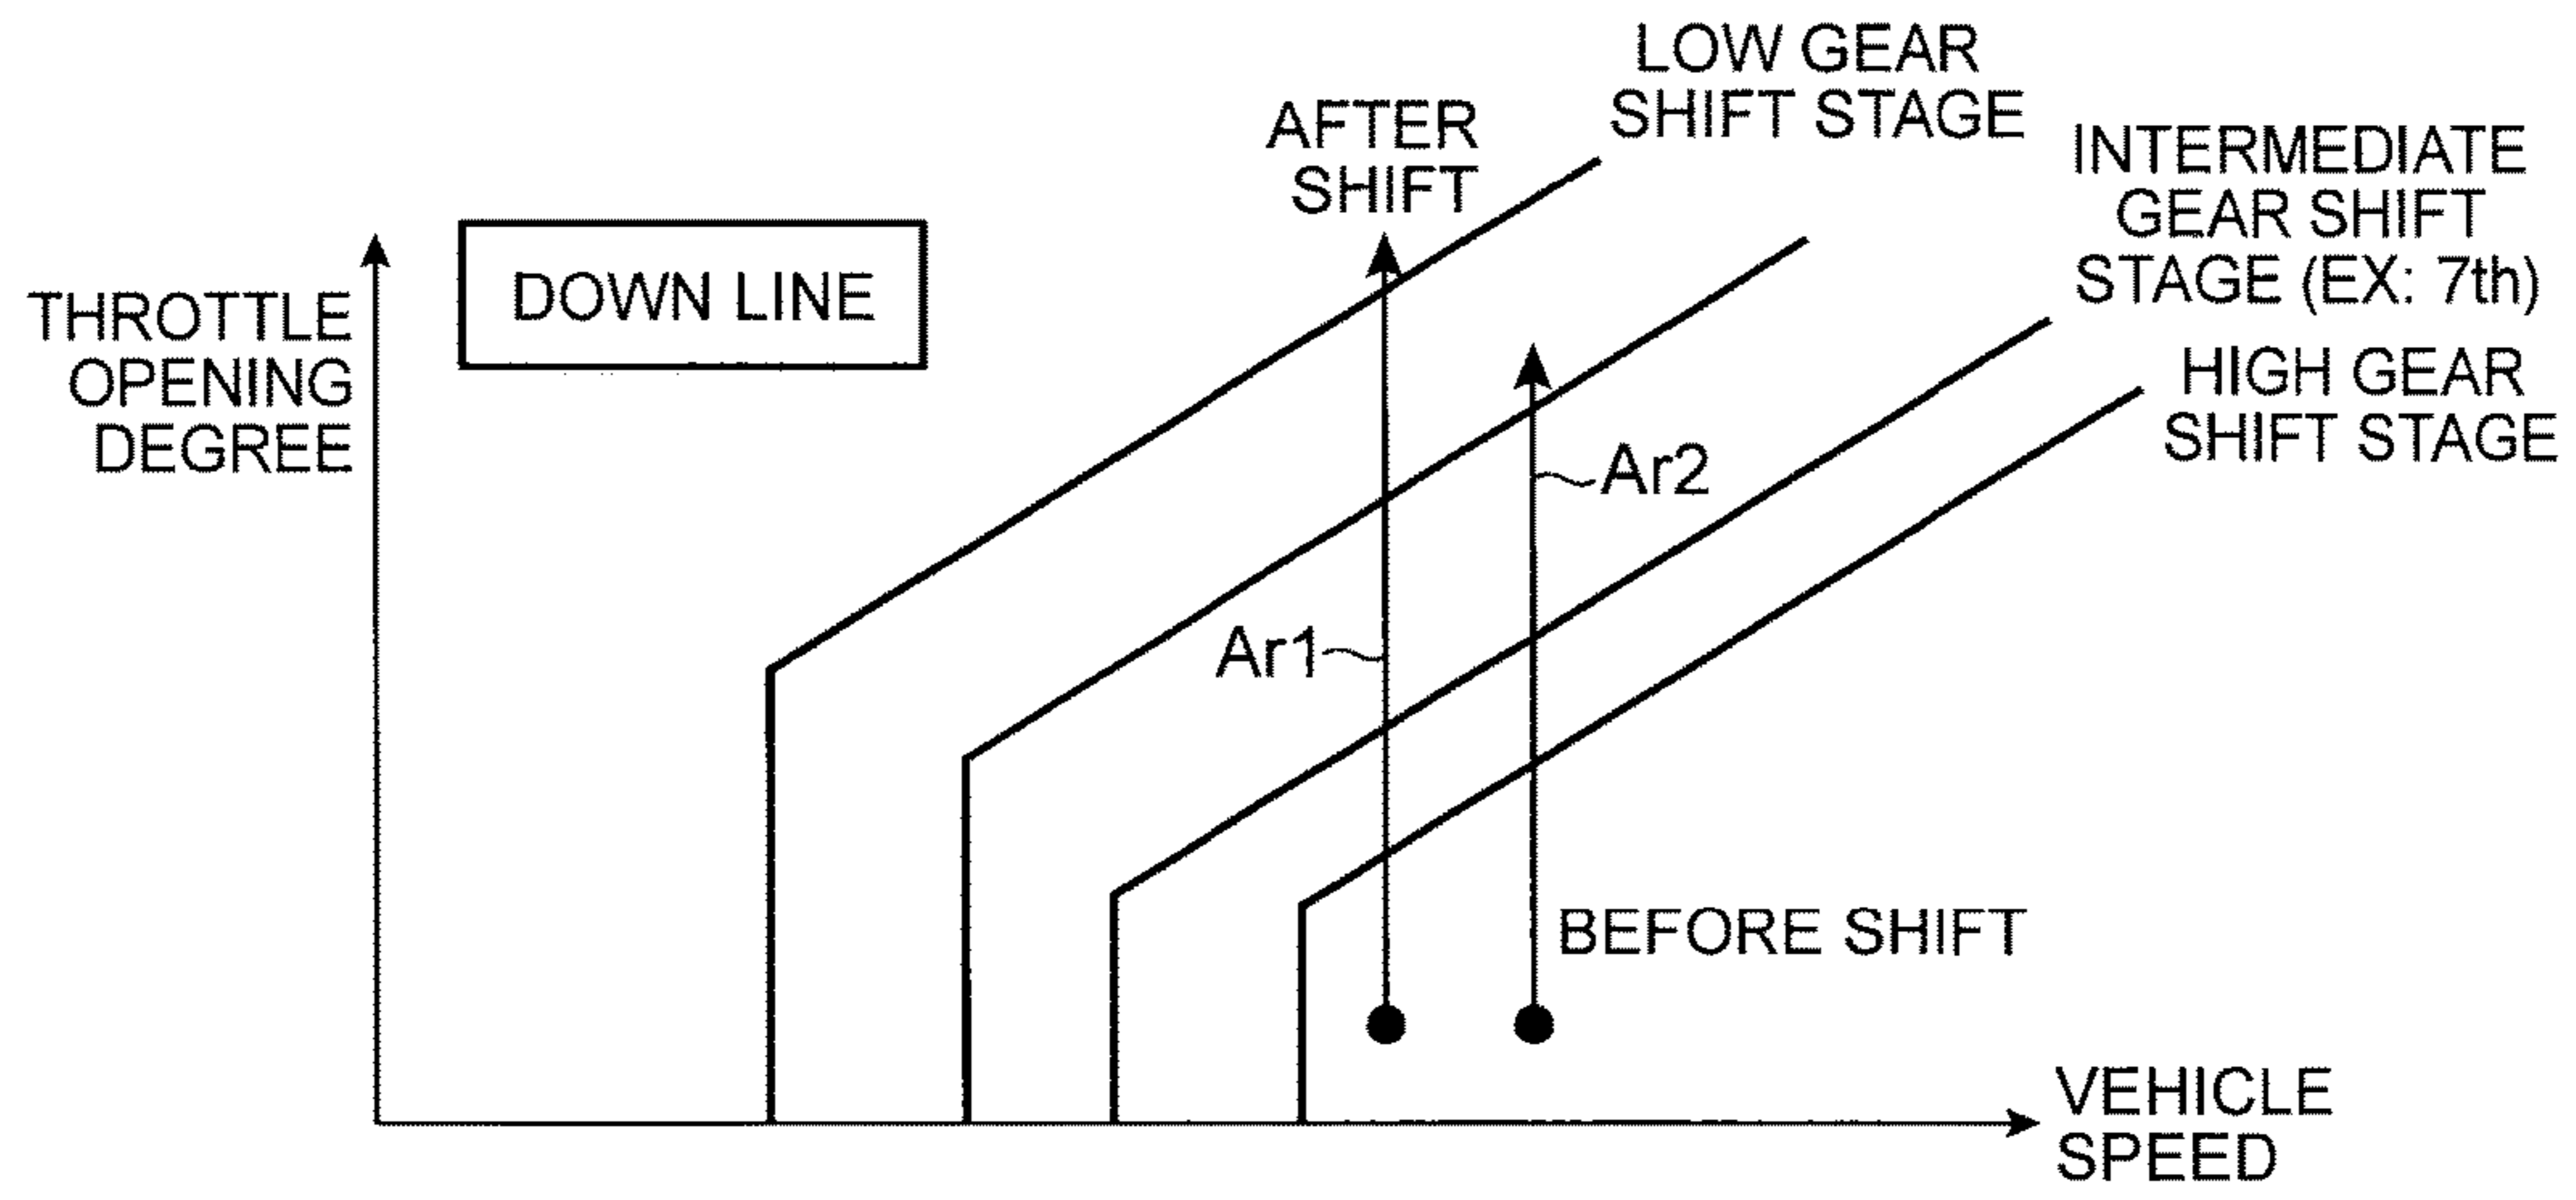 LOW GEAR
SHIFT STAGE
AFTER
SHIFT
INTERMEDIATE
GEAR SHIFT
STAGE (EX: 7th)
HIGH GEAR
SHIFT STAGE
THROTTLE
OPENING
DEGREE
DOWN LINE
Ar2
Ar1
BEFORE SHIFT
VEHICLE
SPEED